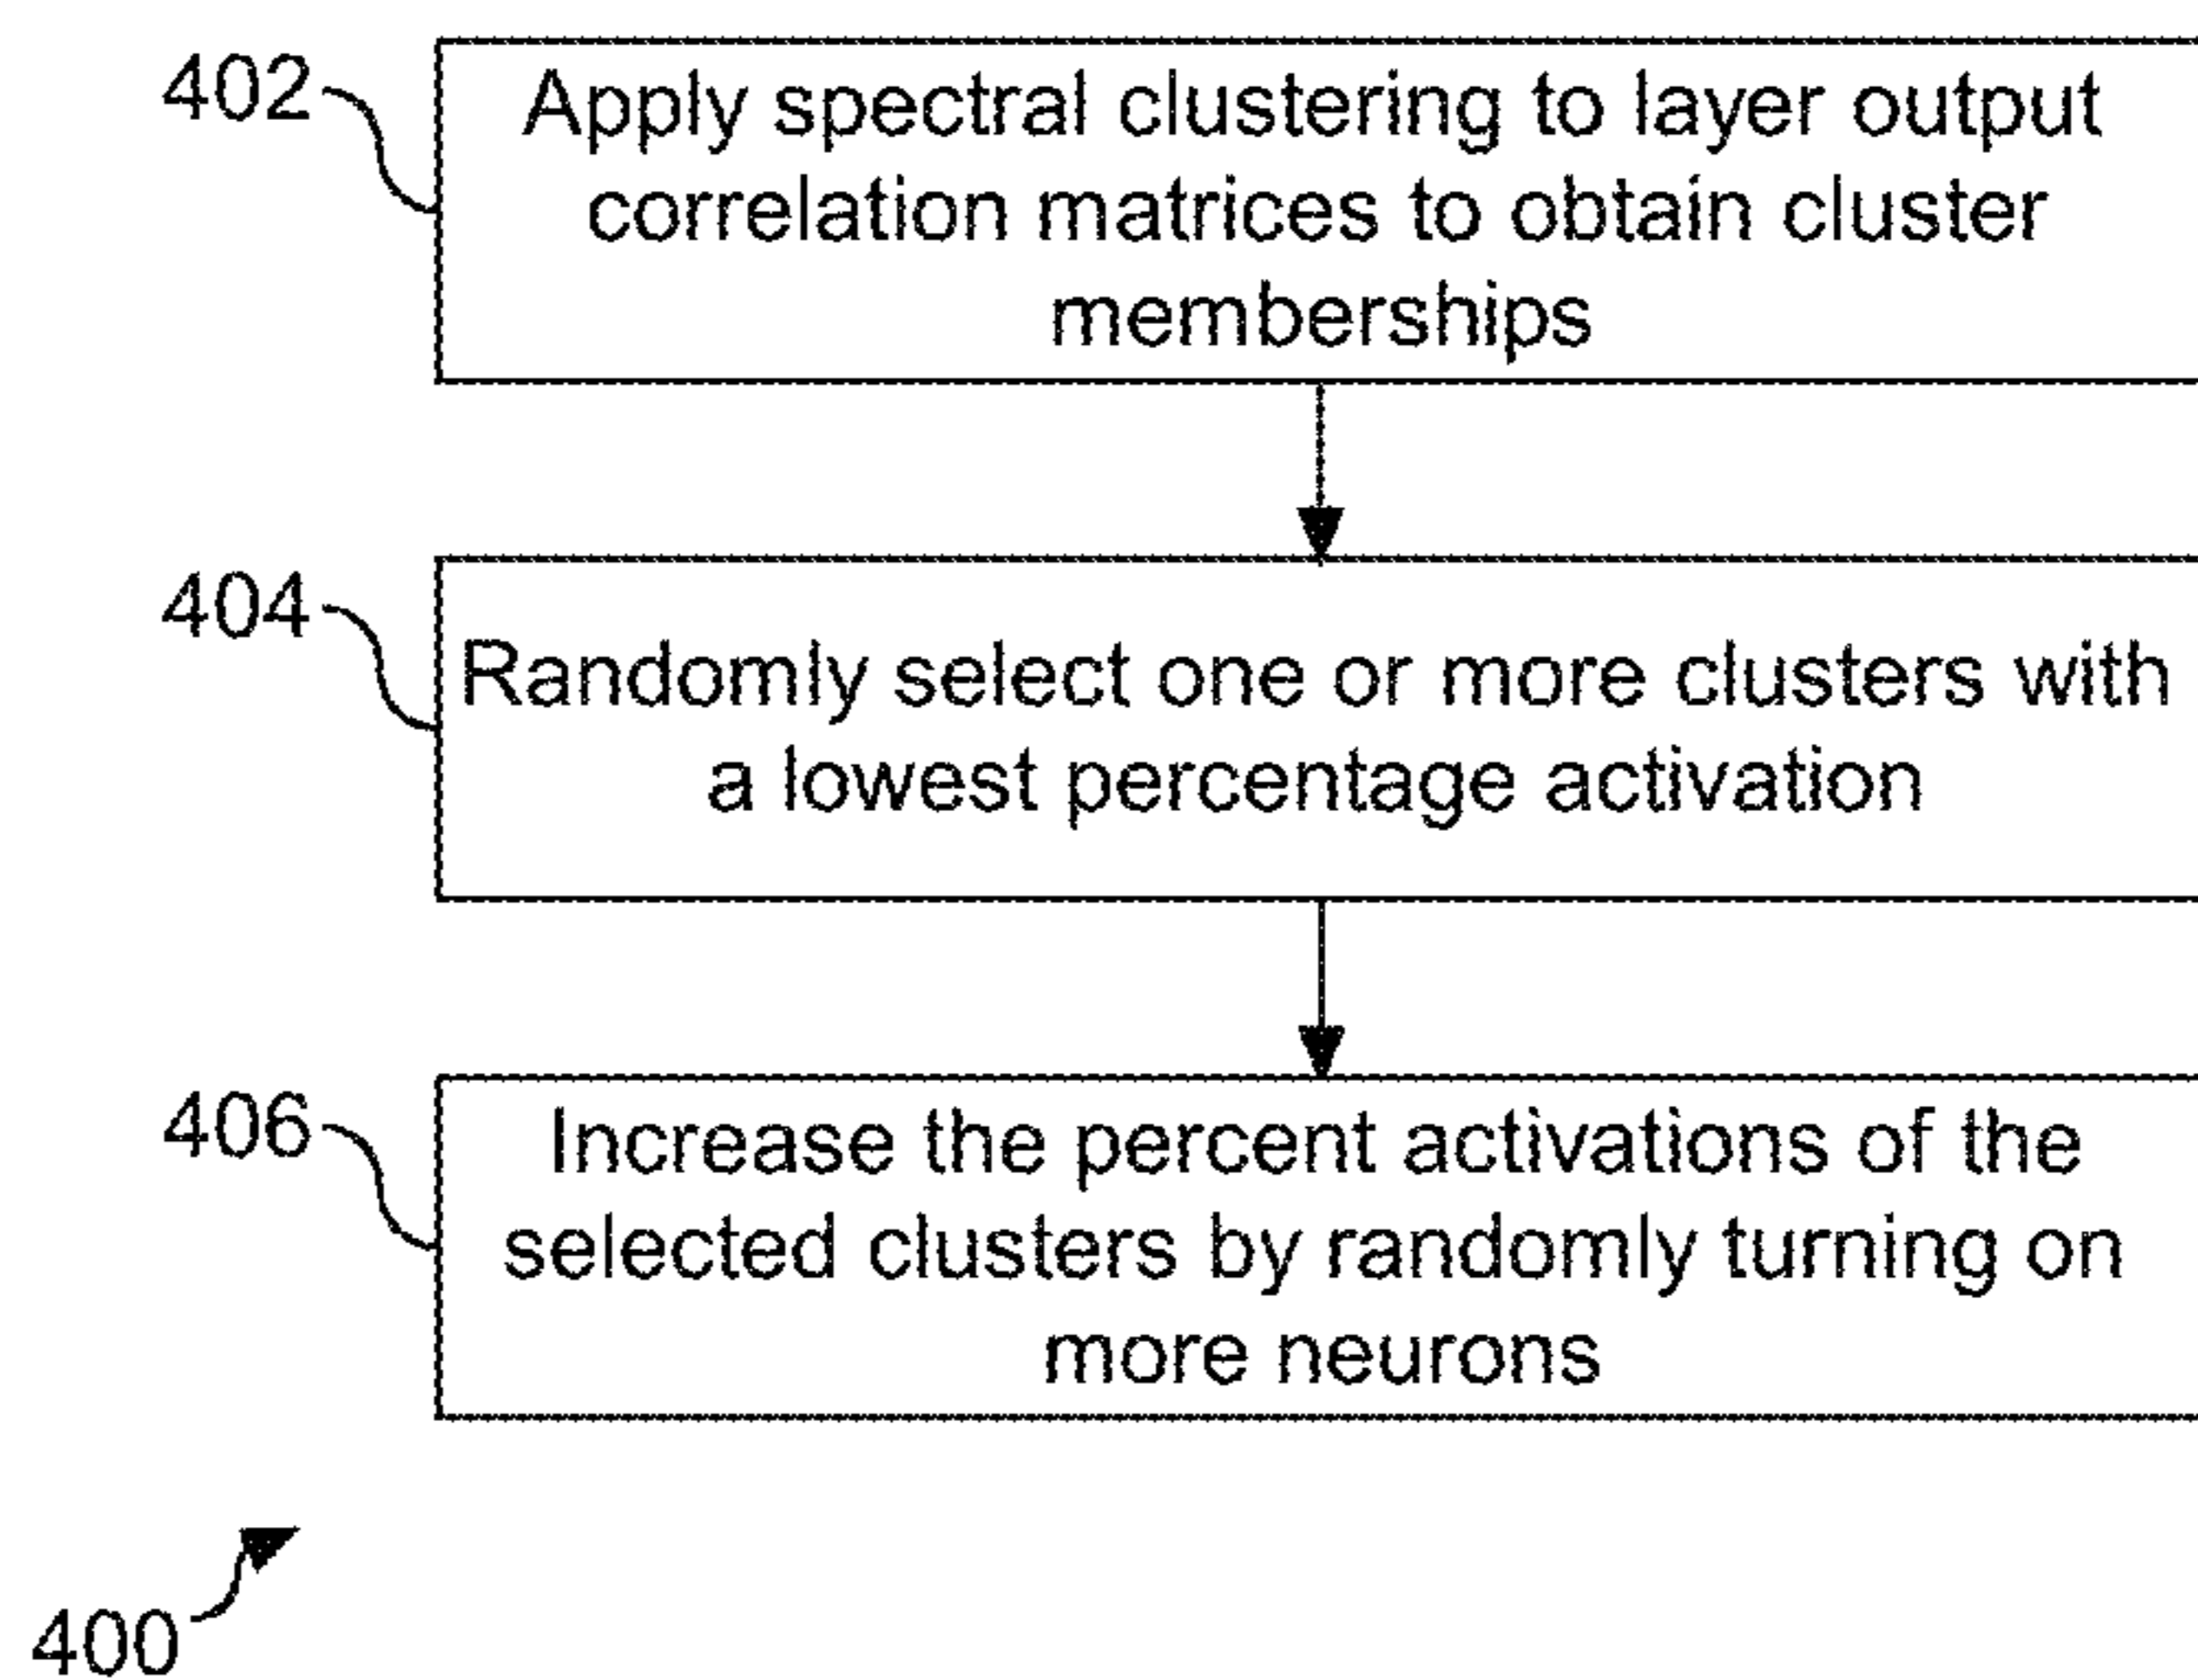 402
Apply spectral clustering to layer output
correlation matrices to obtain cluster
memberships
404
Randomly select one or more clusters with
a lowest percentage activation
406
Increase the percent activations of the
selected clusters by randomly turning on
more neurons
400